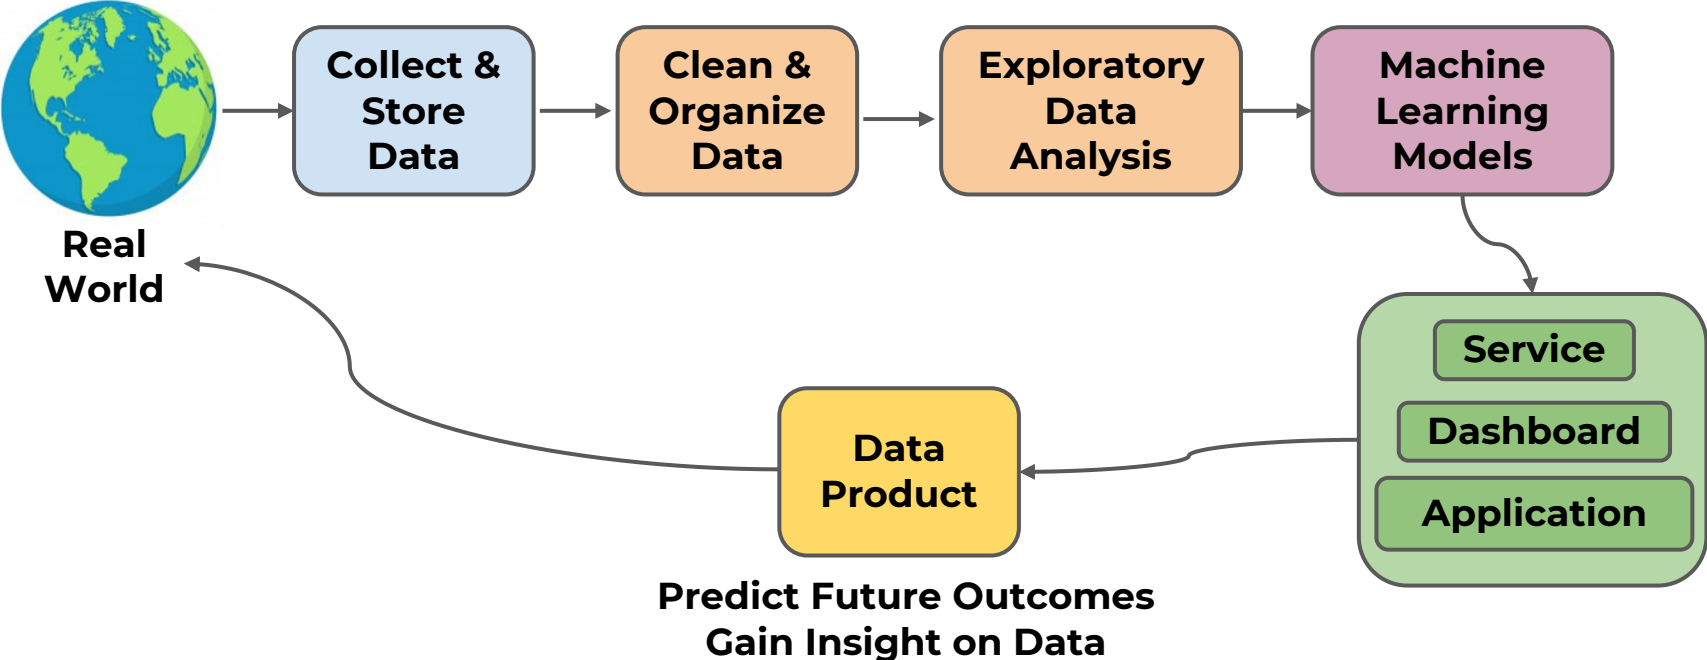 Real
World
Collect &
Store
Data
Clean &
Organize
Data
Exploratory
Data
Analysis
Machine
Learning
Models
Service
Dashboard
Application
Data
Product
Predict Future Outcomes
Gain Insight on Data